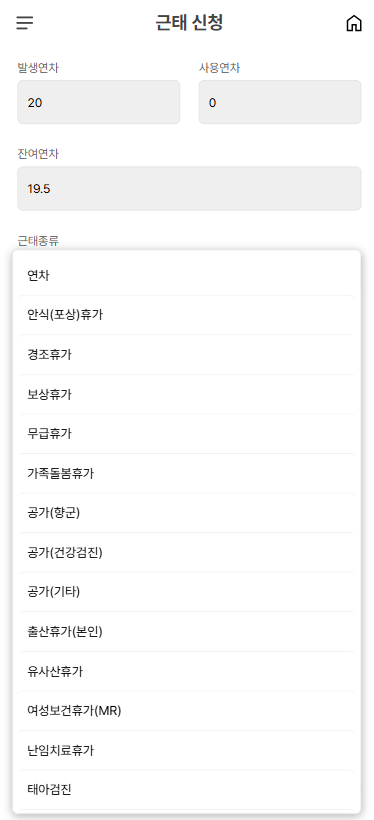 근태 신청
발생연차 사용연차
20 0
잔여연차
19.5
근태종류
연차
안식(포상)휴가
경조휴가
보상휴가
무급휴가
가족돌봄휴가
공가(향군)
공가(건강검진)
공가(기타)
출산휴가(본인)
유사산휴가
여성보건휴가(MR)
난임치료휴가
태아검진